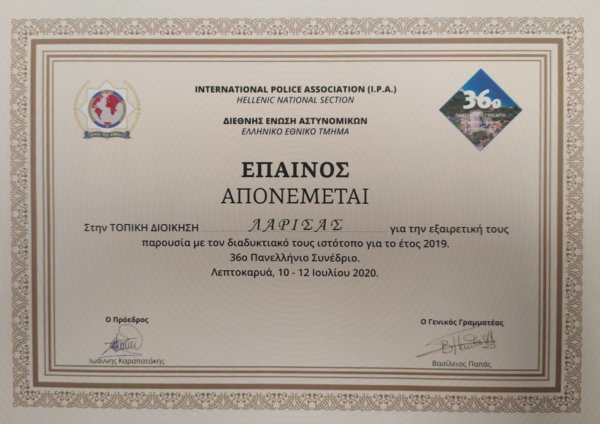 INTERNATIONAL POLICE ASSOCIATION (I.P.A.)
HELLENIC NATIONAL SECTION
ΔΙΕΘΝΗΣ ΕΝΩΣΗ ΑΣΤΥΝΟΜΙΚΩΝ
ΕΛΛΗΝΙΚΟ ΕΘΝΙΚΟ ΤΜΗΜΑ
36ο
ΕΠΑΙΝΟΣ
ΑΠΟΝΕΜΕΤΑΙ
Στην ΤΟΠΙΚΗ ΔΙΟΙΚΗΣΗ ΛΑΡΙΣΑΣ για την εξαιρετική τους
παρουσία με τον διαδυκτιακό τους ιστότοπο για το έτος 2019.
36ο Πανελλήνιο Συνέδριο.
Λεπτοκαρυά, 10 - 12 Ιουλίου 2020.
Ο Πρόεδρος
Ιωάννης Καραπατάκης
Ο Γενικός Γραμματέας
Βασίλειος Παπάς